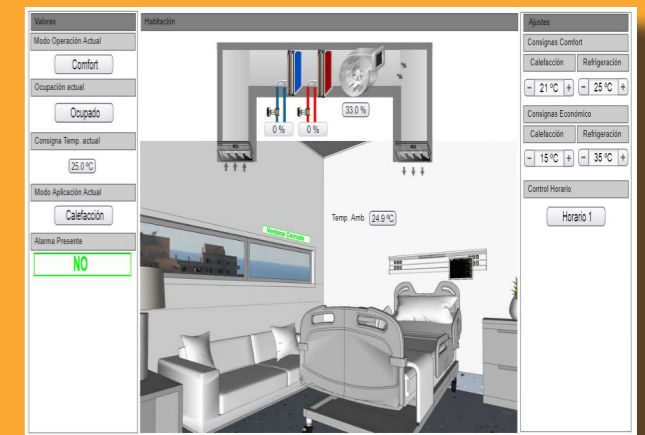 Valores
Modo Operación Actual
Comfort
Ocupación actual
Ocupado
Consigna Temp. actual
25.0 ºC
Modo Aplicación Actual
Calefacción
Alarma Presente
NO
Habitación
0 %
0 %
33.0 %
Ventana Cerrada
Temp. Amb. 24,9 ºC
Ajustes
Consignas Comfort
Calefacción Refrigeración
- 21 ºC + - 25 ºC +
Consignas Económico
Calefacción Refrigeración
- 15 ºC + - 35 ºC +
Control Horario
Horario 1